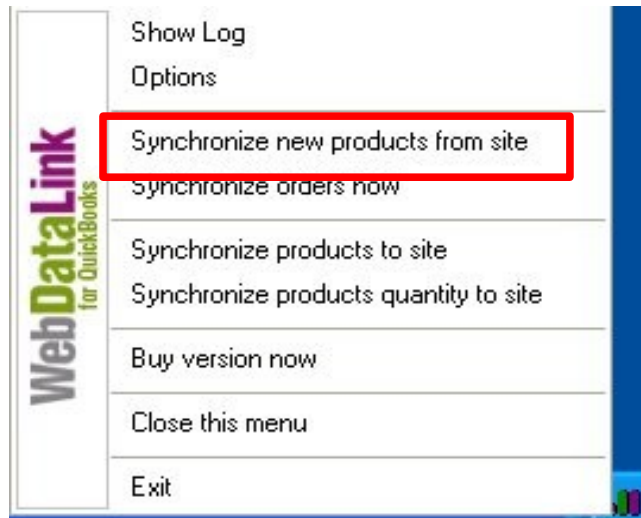 Show Log
Options
Synchronize new products from site
Synchronize orders now
Synchronize products to site
Synchronize products quantity to site
Buy version now
Close this menu
Exit
WebDataLink
for QuickBooks